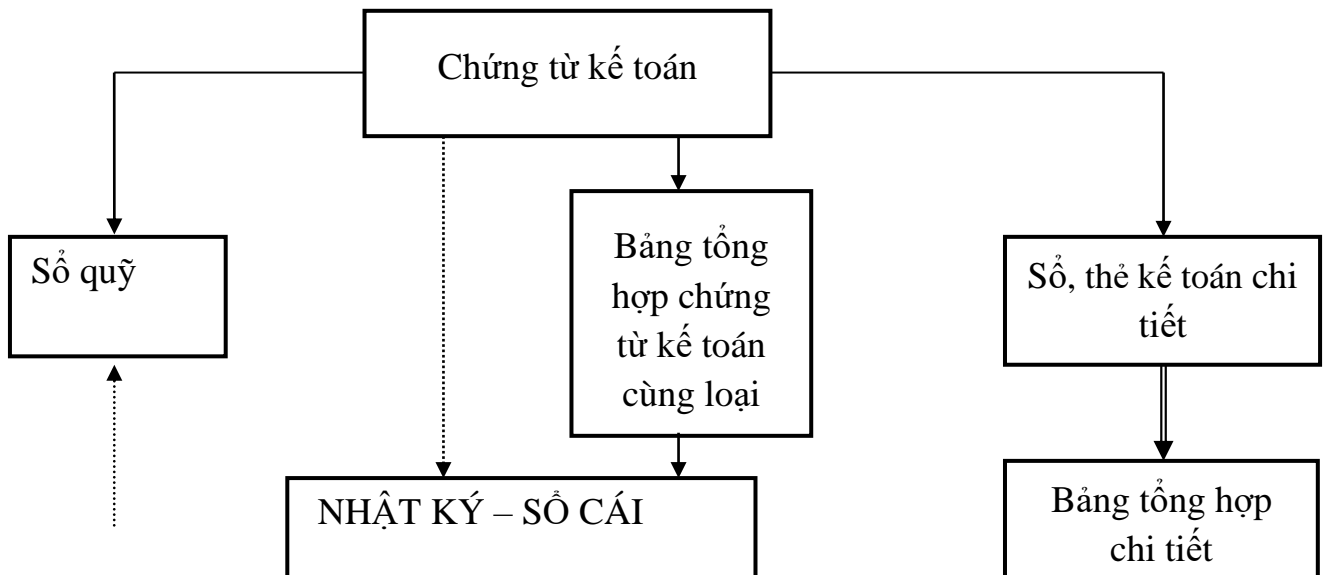 Chứng từ kế toán
Sổ quỹ
Bảng tổng
hợp chứng
từ kế toán
cùng loại
Sổ, thẻ kế toán chi
tiết
NHẬT KÝ – SỔ CÁI
Bảng tổng hợp
chi tiết